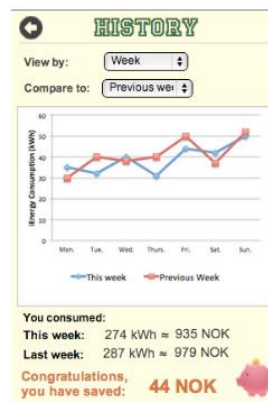 HISTORY
View by: Week
Compare to: Previous wee
Energy Consumption (kWh)
60
50
40
30
20
10
0
Mon. Tue. Wed. Thurs. Fri. Sat. Sun.
This week Previous Week
You consumed:
This week: 274 kWh ≈ 935 NOK
Last week: 287 kWh ≈ 979 NOK
Congratulations,
you have saved: 44 NOK